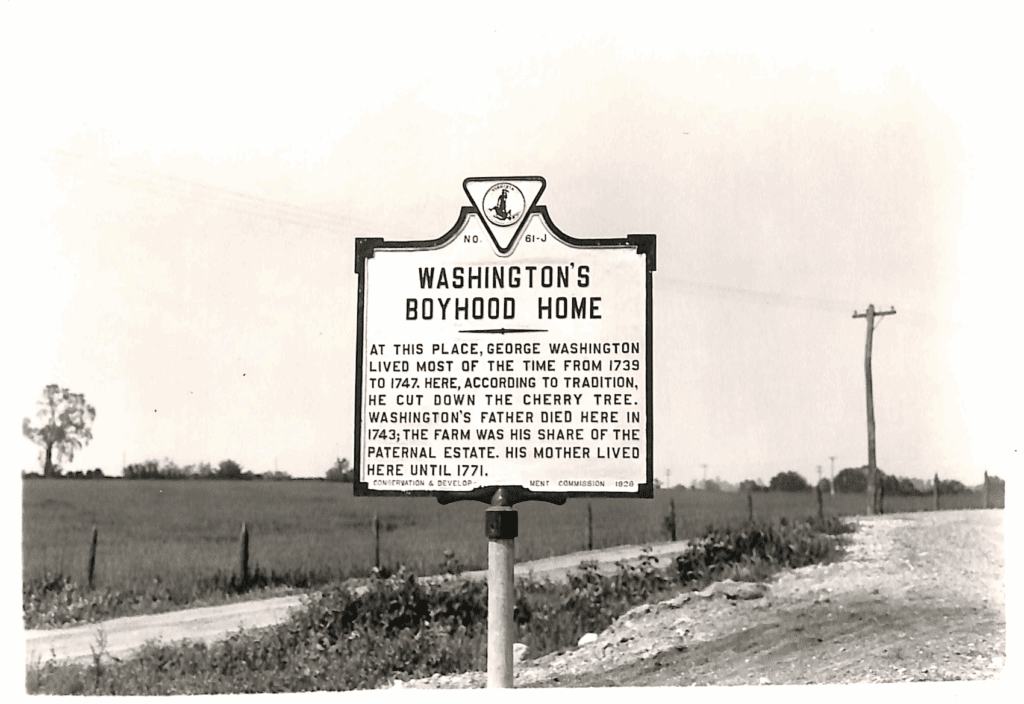 VIRGINIA
NO. 61-J
WASHINGTON'S
BOYHOOD HOME
AT THIS PLACE, GEORGE WASHINGTON
LIVED MOST OF THE TIME FROM 1739
TO 1747. HERE, ACCORDING TO TRADITION,
HE CUT DOWN THE CHERRY TREE.
WASHINGTON'S FATHER DIED HERE IN
1743; THE FARM WAS HIS SHARE OF THE
PATERNAL ESTATE. HIS MOTHER LIVED
HERE UNTIL 1771.
CONSERVATION & DEVELOP- MENT COMMISSION 1928